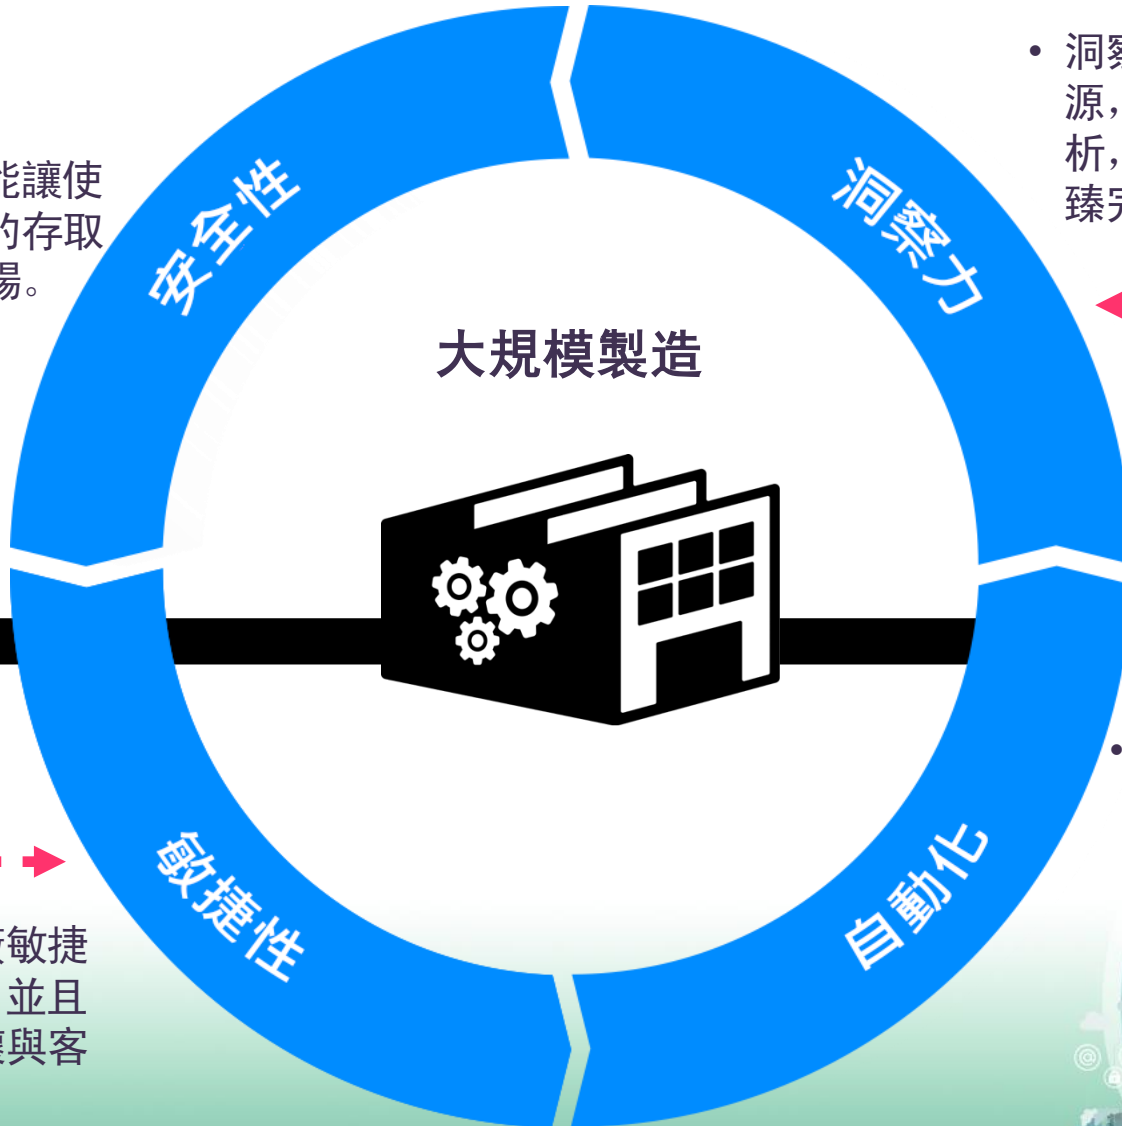 安全性
洞察力
大規模製造
敏捷性
自動化
能讓使
的存取
場。
• 洞察
源，
析，
臻完
敏捷
並且
與客
•